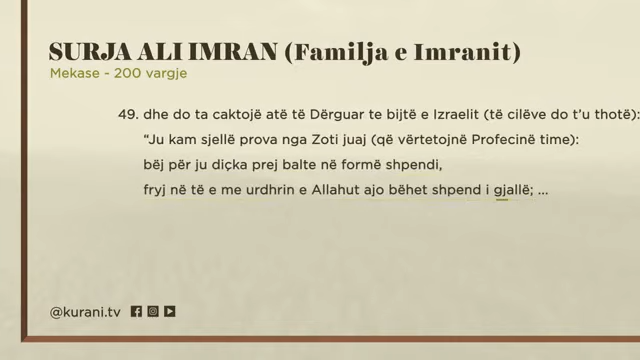 SURJA ALI IMRAN (Familja e Imranit)
Mekase - 200 vargje
49. dhe do ta caktojë atë të Dërguar te bijtë e Izraelit (të cilëve do t’u thotë):
“Ju kam sjellë prova nga Zoti juaj (që vërtetojnë Profecinë time):
bëj për ju diçka prej balte në formë shpendi,
fryj në të e me urdhrin e Allahut ajo bëhet shpend i gjallë; ...
@kurani.tv